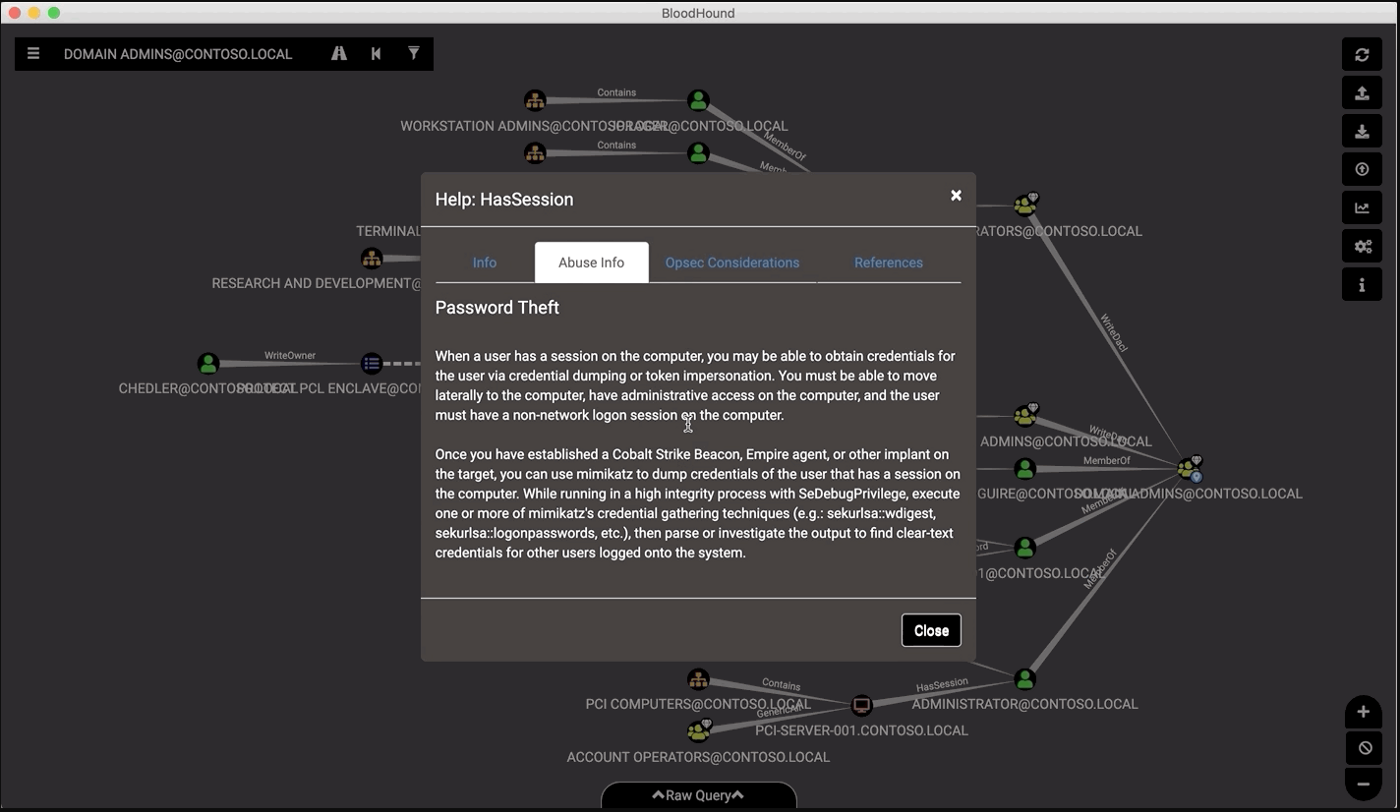 BloodHound
DOMAIN ADMINS@CONTOSO.LOCAL
Contains
WORKSTATION ADMINS@CONTOSO.LOCAL
@CONTOSO.LOCAL
MemberOf
Contains
Help: HasSession
TERMINAL
RATORS@CONTOSO.LOCAL
Info
Abuse Info
Opsec Considerations
References
RESEARCH AND DEVELOPMENT@
Password Theft
WriteDacl
When a user has a session on the computer, you may be able to obtain credentials for
the user via credential dumping or token impersonation. You must be able to move
laterally to the computer, have administrative access on the computer, and the user
must have a non-network logon session on the computer.
WriteOwner
CHEDLER@CONTOSO.LOCAL
PCL ENCLAVE@CO
Once you have established a Cobalt Strike Beacon, Empire agent, or other implant on
the target, you can use mimikatz to dump credentials of the user that has a session on
the computer. While running in a high integrity process with SeDebugPrivilege, execute
one or more of mimikatz's credential gathering techniques (e.g.: sekurlsa::wdigest,
sekurlsa::logonpasswords, etc.), then parse or investigate the output to find clear-text
credentials for other users logged onto the system.
ADMINS@CONTOSO.LOCAL
MemberOf
GUIRE@CONTOSO.LOCAL
DOMAIN ADMINS@CONTOSO.LOCAL
1@CONTOSO.LOCAL
MemberOf
Close
Contains
HasSession
PCI COMPUTERS@CONTOSO.LOCAL
ADMINISTRATOR@CONTOSO.LOCAL
GenericAll
PCI-SERVER-001.CONTOSO.LOCAL
ACCOUNT OPERATORS@CONTOSO.LOCAL
Raw Query